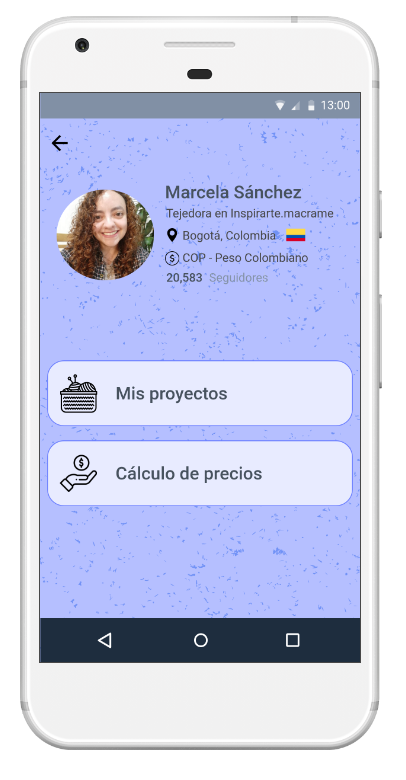 13:00
Marcela Sánchez
Tejedora en Inspirarte.macrame
Bogotá, Colombia
$ COP - Peso Colombiano
20,583 Seguidores
Mis proyectos
$
Cálculo de precios